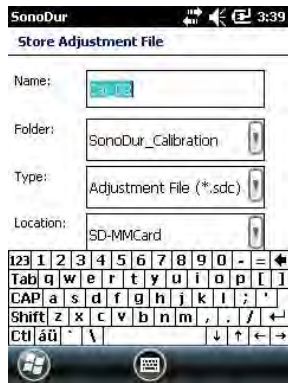 SonoDur 3:39
Store Adjustment File
Name:
Folder: SonoDur_Calibration
Type: Adjustment File (*.sdc)
Location: SD-MMCard
123 1 2 3 4 5 6 7 8 9 0 - =
Tab q w e r t y u i o p [ ]
CAP a s d f g h j k l ; '
Shift z x c v b n m , . /
Ctl áü ` \